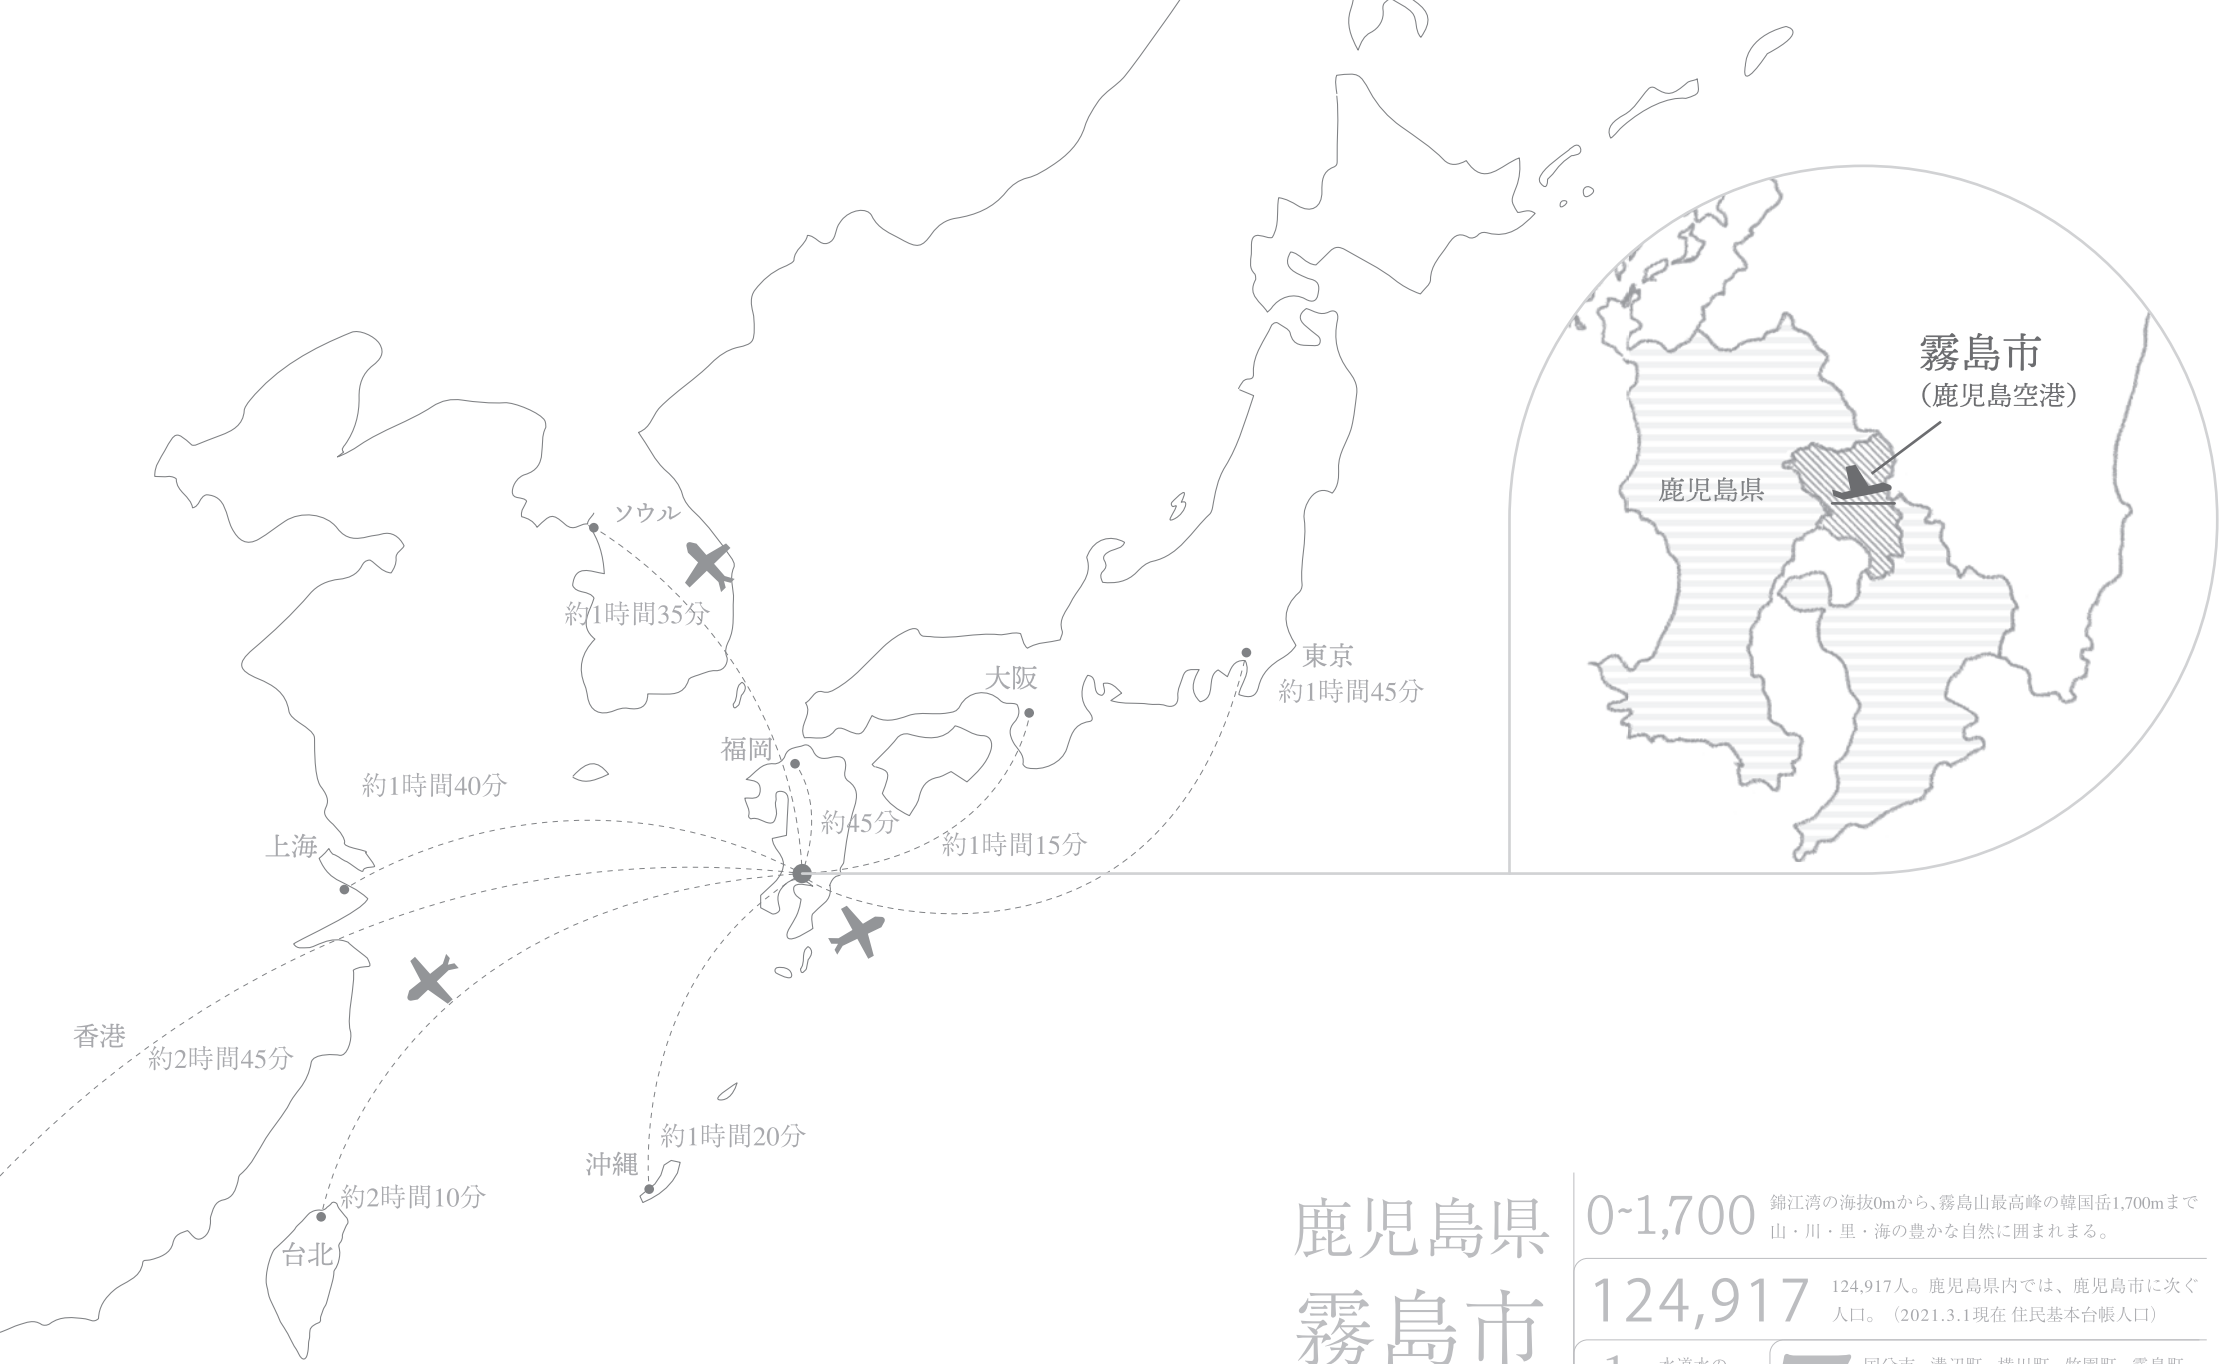 霧島市
（鹿児島空港）
鹿児島県
ソウル
約1時間35分
東京
約1時間45分
大阪
福岡
約1時間40分
約45分
約1時間15分
上海
香港
約2時間45分
約1時間20分
沖縄
約2時間10分
台北
鹿児島県
霧島市
0~1,700
錦江湾の海抜0mから、霧島山最高峰の韓国岳1,700mまで
山・川・里・海の豊かな自然に囲まれまる。
124,917
124,917人。鹿児島県内では、鹿児島市に次ぐ
人口。（2021.3.1現在 住民基本台帳人口）